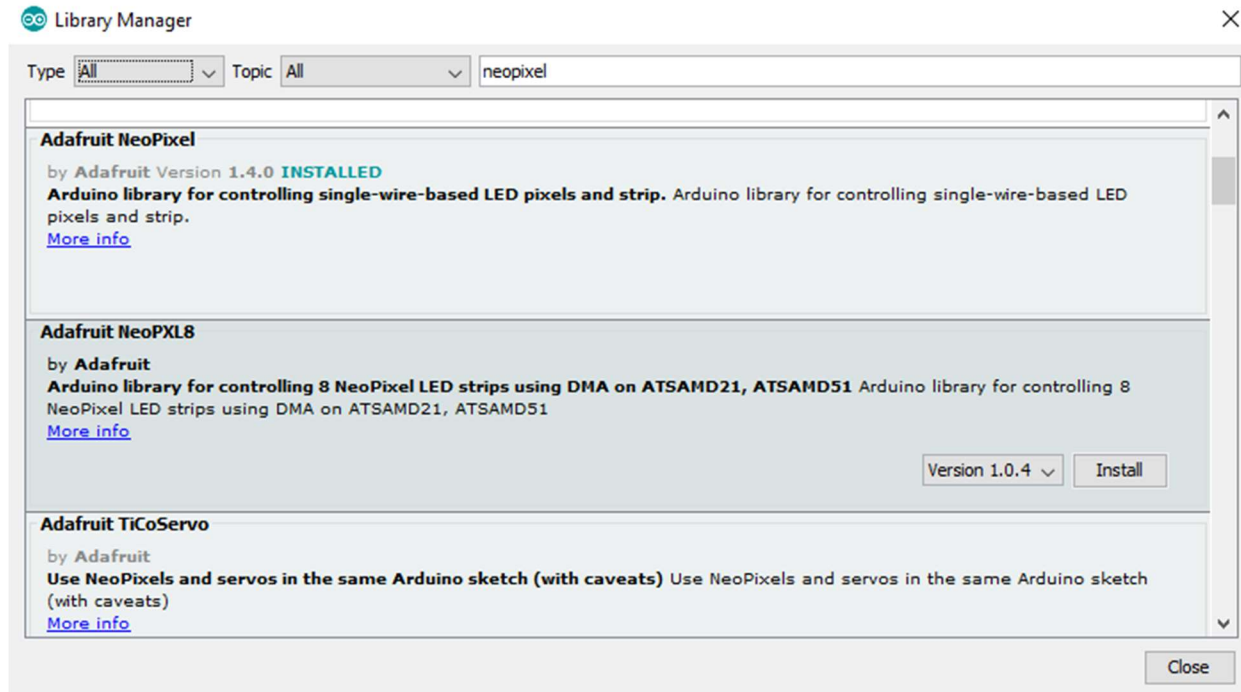 Library Manager
Type All Topic All neopixel
Adafruit NeoPixel
by Adafruit Version 1.4.0 INSTALLED
Arduino library for controlling single-wire-based LED pixels and strip. Arduino library for controlling single-wire-based LED
pixels and strip.
More info
Adafruit NeoPXL8
by Adafruit
Arduino library for controlling 8 NeoPixel LED strips using DMA on ATSAMD21, ATSAMD51 Arduino library for controlling 8
NeoPixel LED strips using DMA on ATSAMD21, ATSAMD51
More info
Version 1.0.4 Install
Adafruit TiCoServo
by Adafruit
Use NeoPixels and servos in the same Arduino sketch (with caveats) Use NeoPixels and servos in the same Arduino sketch
(with caveats)
More info
Close